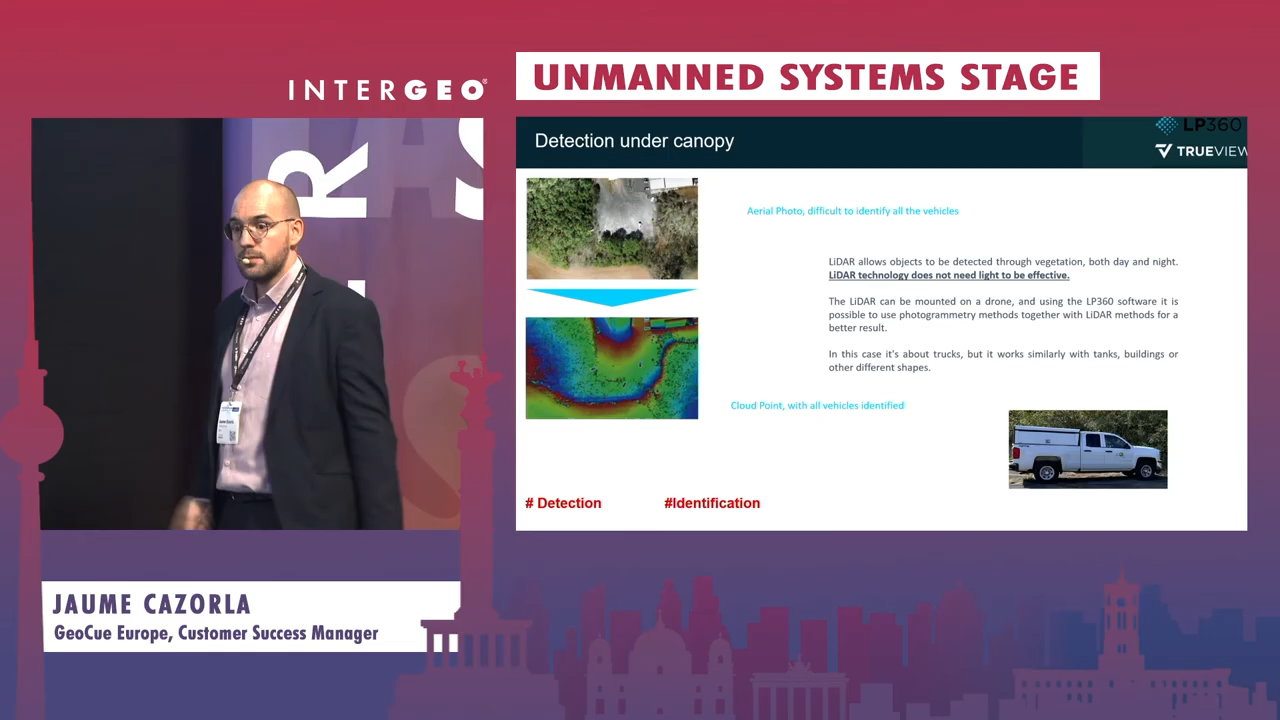 INTERGEO®
UNMANNED SYSTEMS STAGE
Detection under canopy
LP360
TRUEVIEW
Aerial Photo, difficult to identify all the vehicles
LiDAR allows objects to be detected through vegetation, both day and night.
LiDAR technology does not need light to be effective.
The LiDAR can be mounted on a drone, and using the LP360 software it is
possible to use photogrammetry methods together with LiDAR methods for a
better result.
In this case it's about trucks, but it works similarly with tanks, buildings or
other different shapes.
Cloud Point, with all vehicles identified
# Detection
#Identification
JAUME CAZORLA
GeoCue Europe, Customer Success Manager